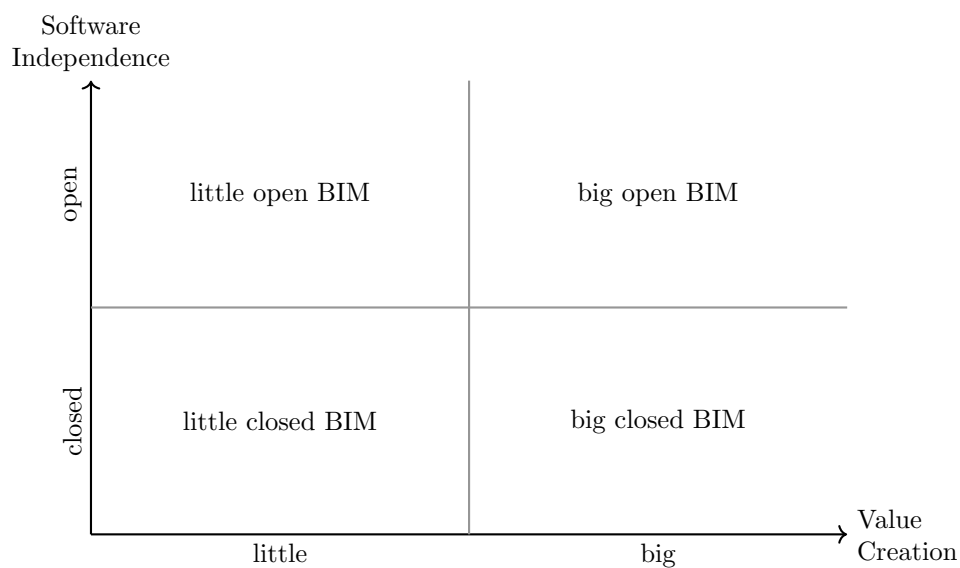 Software
Independence
open
little open BIM
big open BIM
closed
little closed BIM
big closed BIM
little
big
Value
Creation